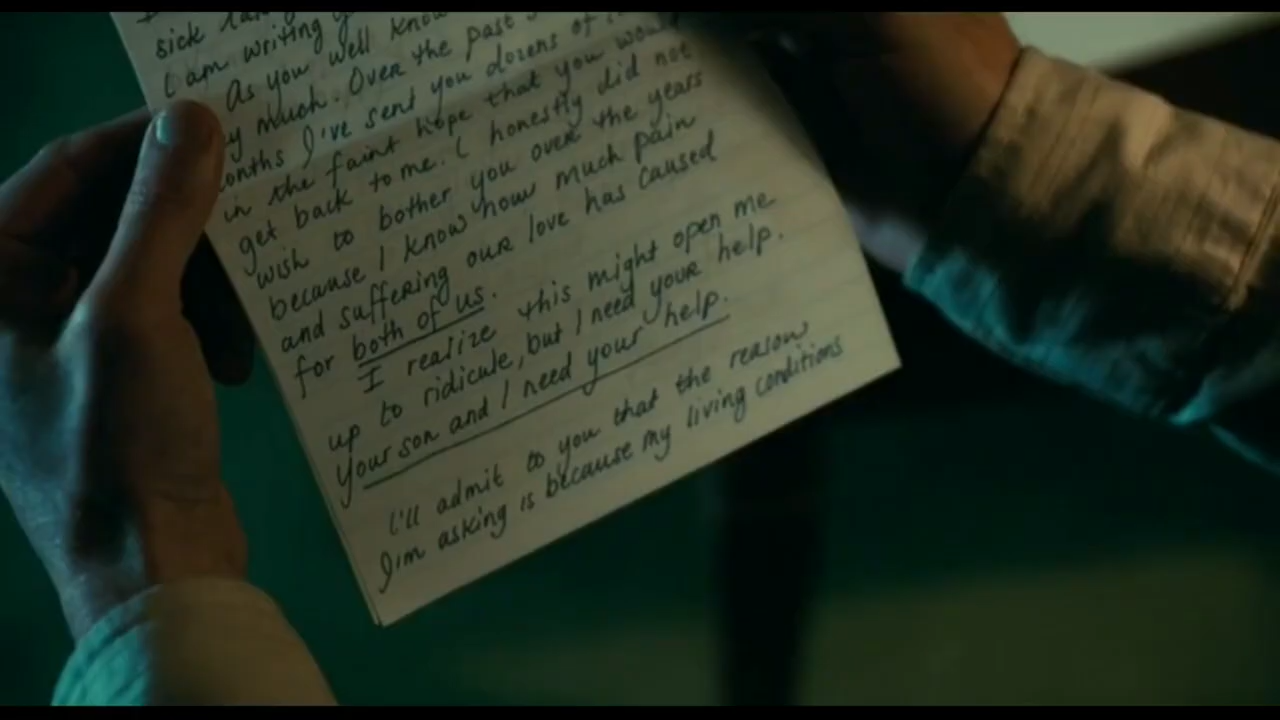 sick
I am writing
As you well know
my much. Over the past
months I've sent you dozens of
in the faint hope that you would
get back to me. I honestly did not
wish to bother you over the years
because I know how much pain
and suffering our love has caused
for both of us.
I realize this might open me
up to ridicule, but I need your help.
Your son and I need your help.
I'll admit to you that the reason
I'm asking is because my living conditions